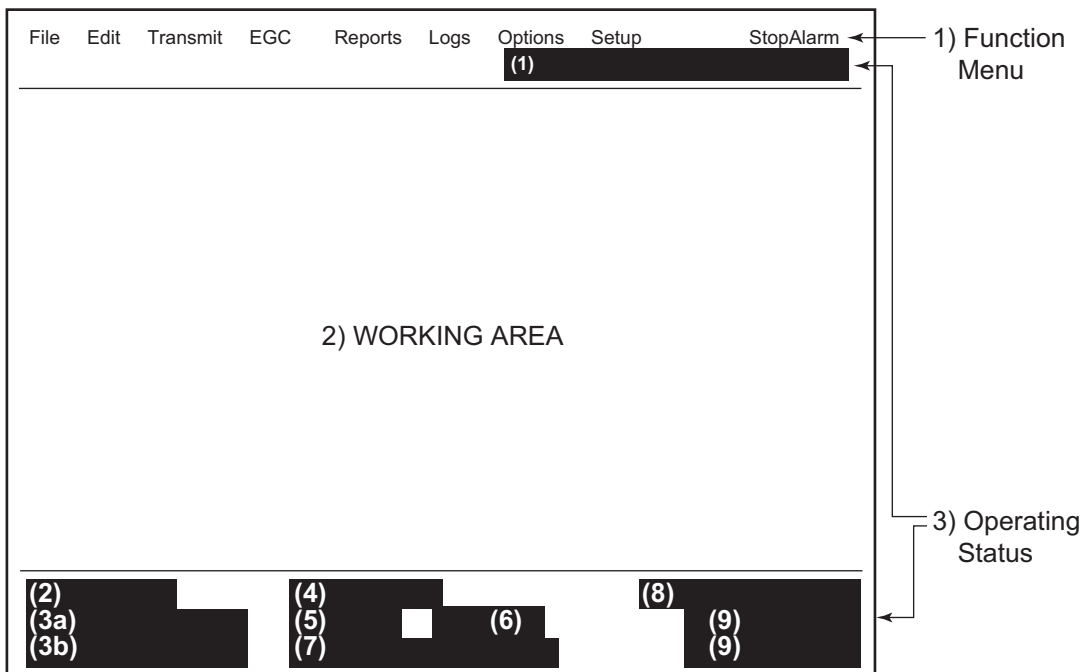 File Edit Transmit EGC Reports Logs Options Setup StopAlarm
1) Function
Menu
(1)
2) WORKING AREA
3) Operating
Status
(2) (4) (8)
(3a) (5) (6) (9)
(3b) (7) (9)